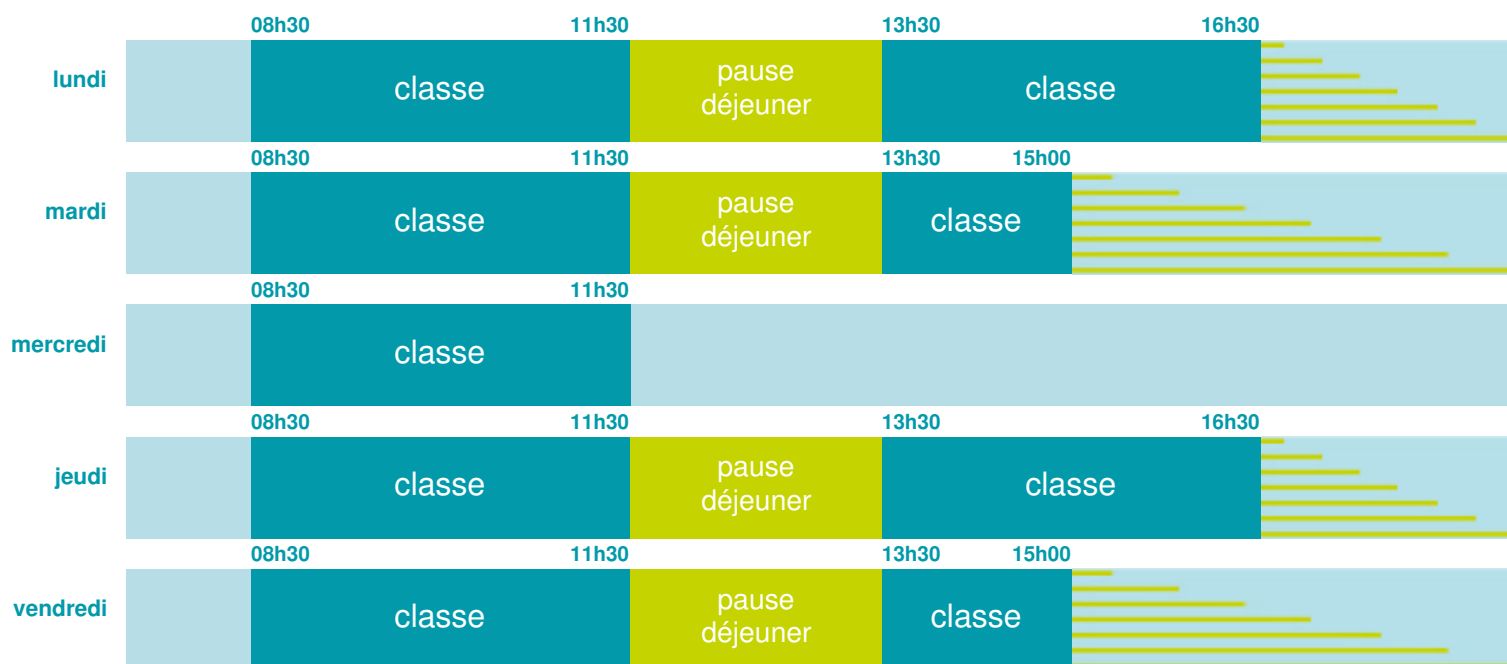 08h30 11h30 13h30 16h30
lundi classe pause déjeuner classe
08h30 11h30 13h30 15h00
mardi classe pause déjeuner classe
08h30 11h30
mercredi classe
08h30 11h30 13h30 16h30
jeudi classe pause déjeuner classe
08h30 11h30 13h30 15h00
vendredi classe pause déjeuner classe